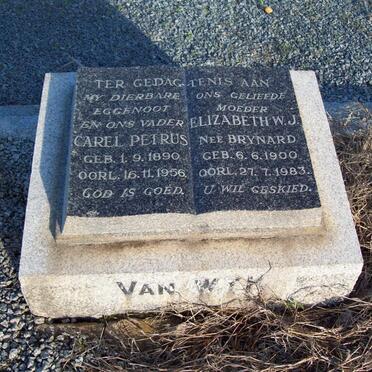 TER GEDAGTENIS AAN
MY DIERBARE
EGGENOOT
EN ONS VADER
CAREL PETRUS
GEB. 1.9.1890.
OORL. 16.11.1956.
GOD IS GOED.
ONS GELIEFDE
MOEDER
ELIZABETH W.J.
NEE BRYNARD.
GEB. 6.6.1900.
OORL. 27.7.1983.
U WIL GESKIED.
VAN WYK